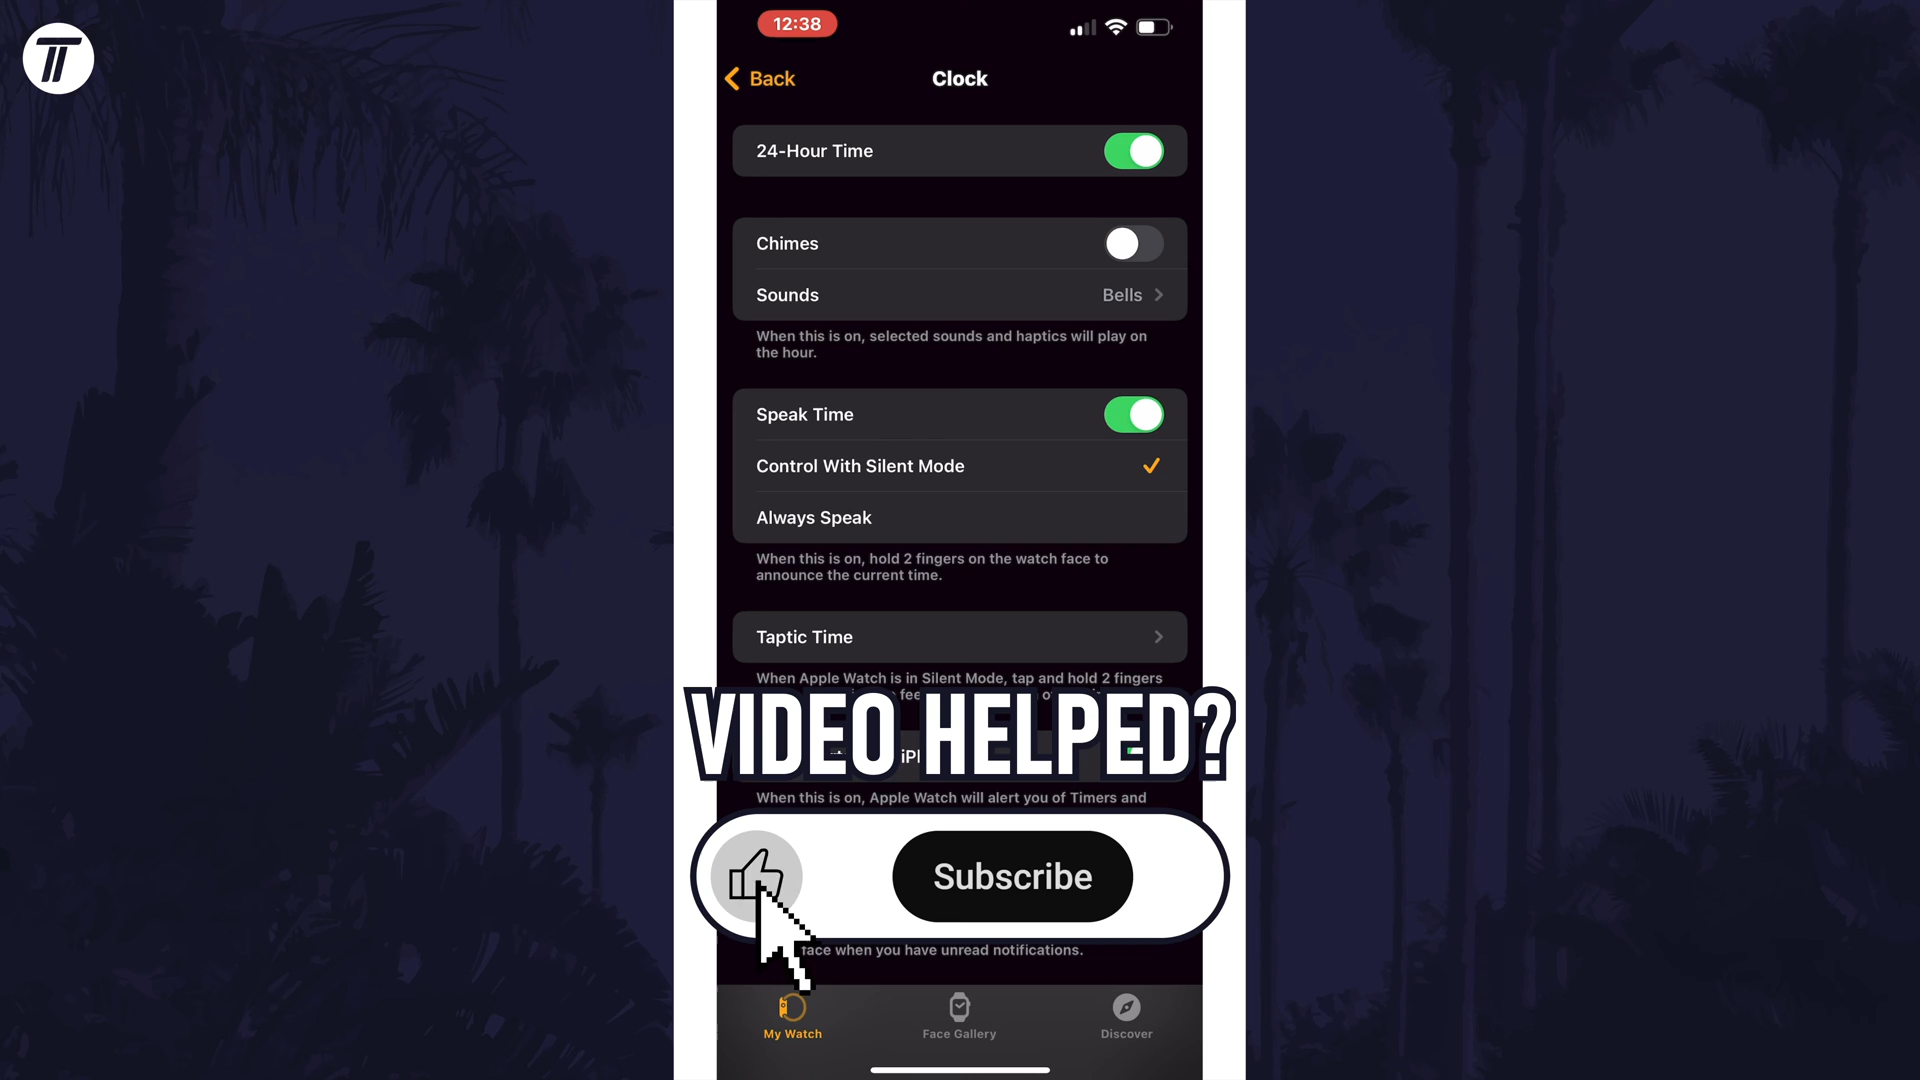 12:38
Back
Clock
24-Hour Time
Chimes
Sounds
Bells
When this is on, selected sounds and haptics will play on
the hour.
Speak Time
Control With Silent Mode
Always Speak
When this is on, hold 2 fingers on the watch face to
announce the current time.
Taptic Time
When Apple Watch is in Silent Mode, tap and hold 2 fingers
VIDEO HELPED?
When this is on, Apple Watch will alert you of Timers and
Subscribe
face when you have unread notifications.
My Watch
Face Gallery
Discover